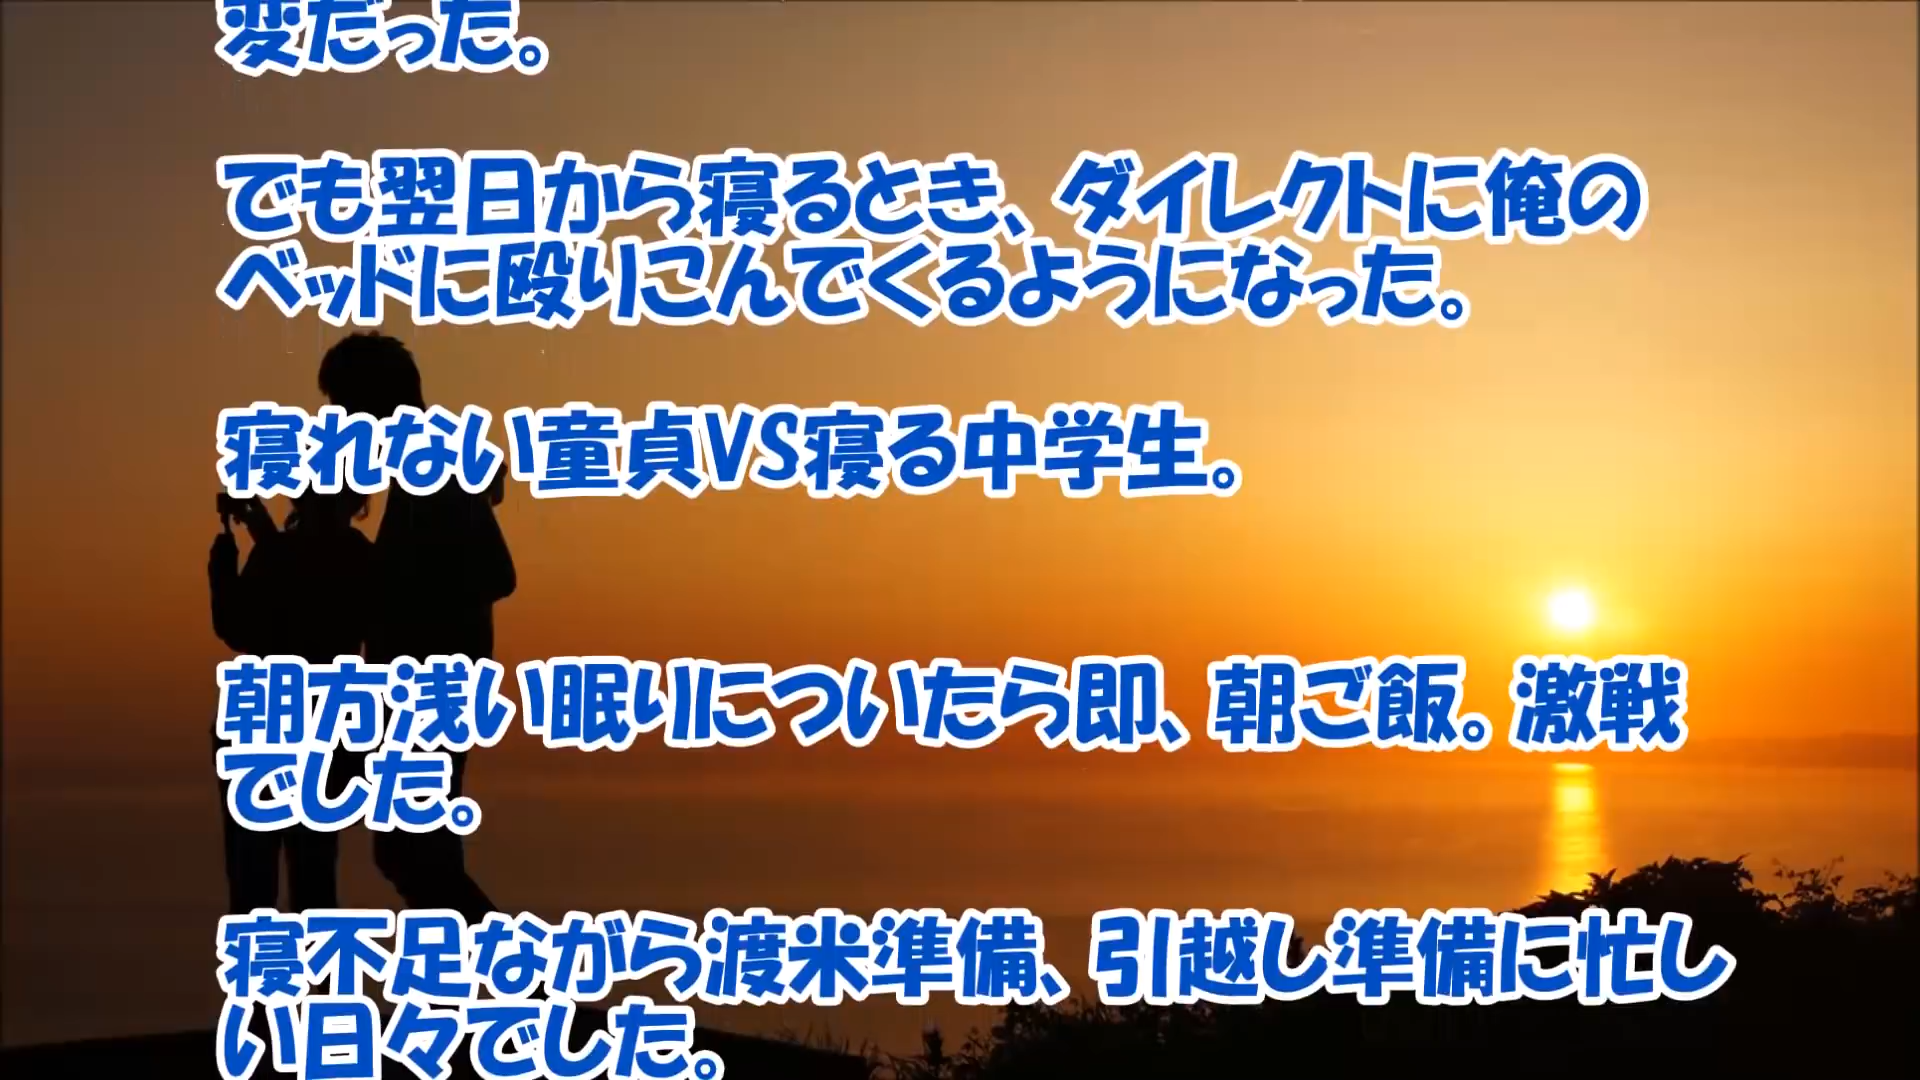 変だった。
でも翌日から寝るとき、ダイレクトに俺の
ベッドに殴りこんでくるようになった。
寝れない童貞VS寝る中学生。
朝方浅い眠りについたら即、朝ご飯。激戦
でした。
寝不足ながら渡米準備、引越し準備に忙し
い日々でした。